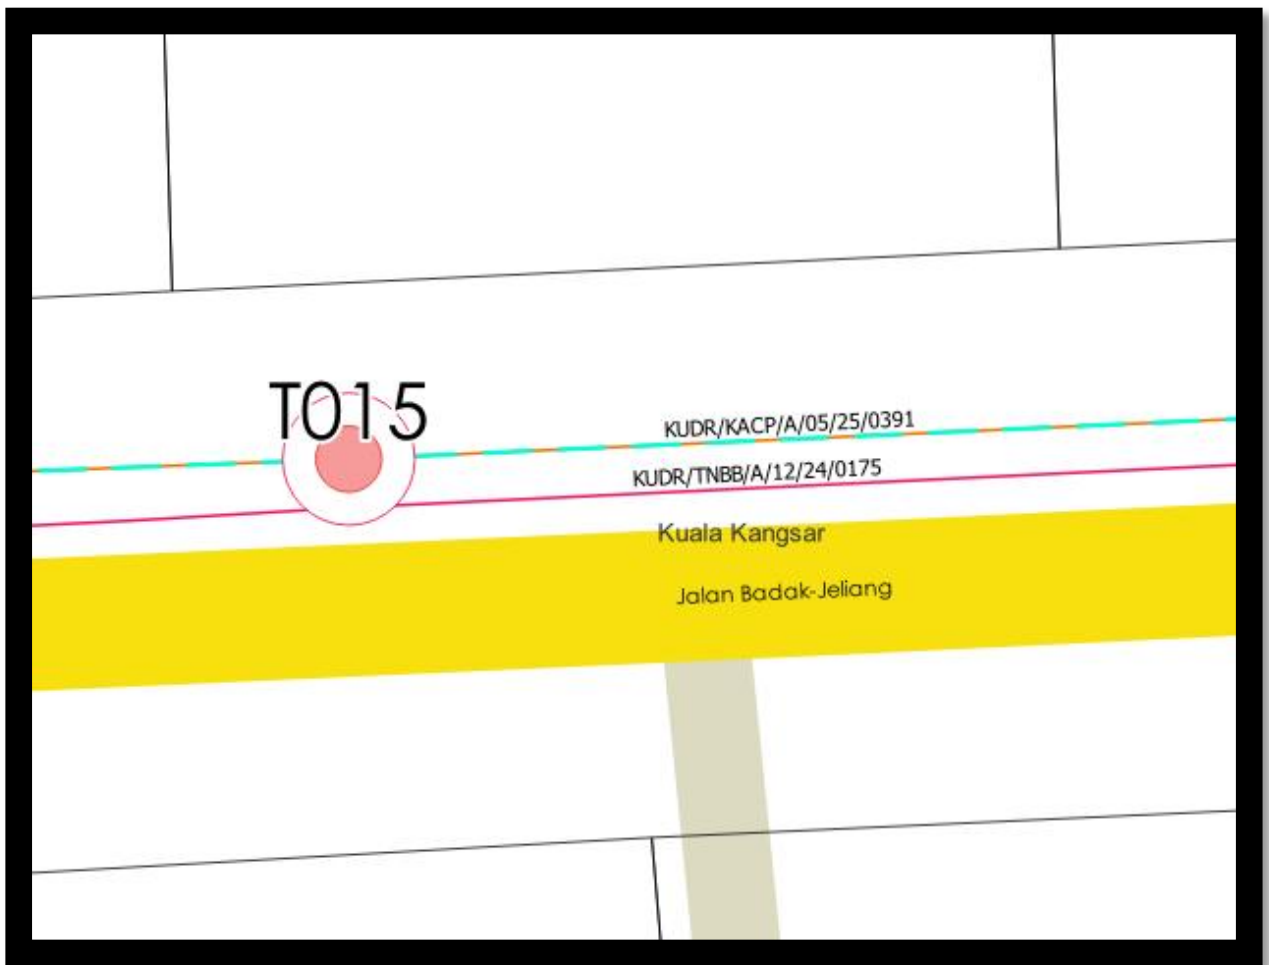 T015
KUDR/KACP/A/05/25/0391
KUDR/TNBB/A/12/24/0175
Kuala Kangsar
Jalan Badak-Jeliang